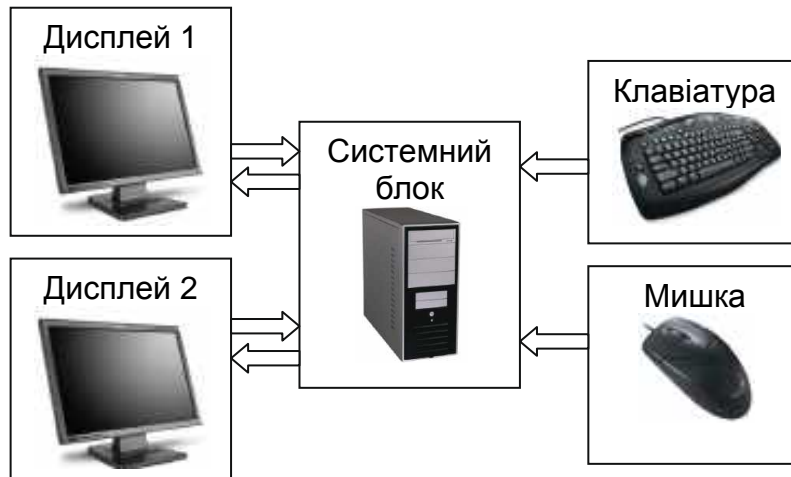 Дисплей 1
Клавіатура
Системний
блок
Дисплей 2
Мишка